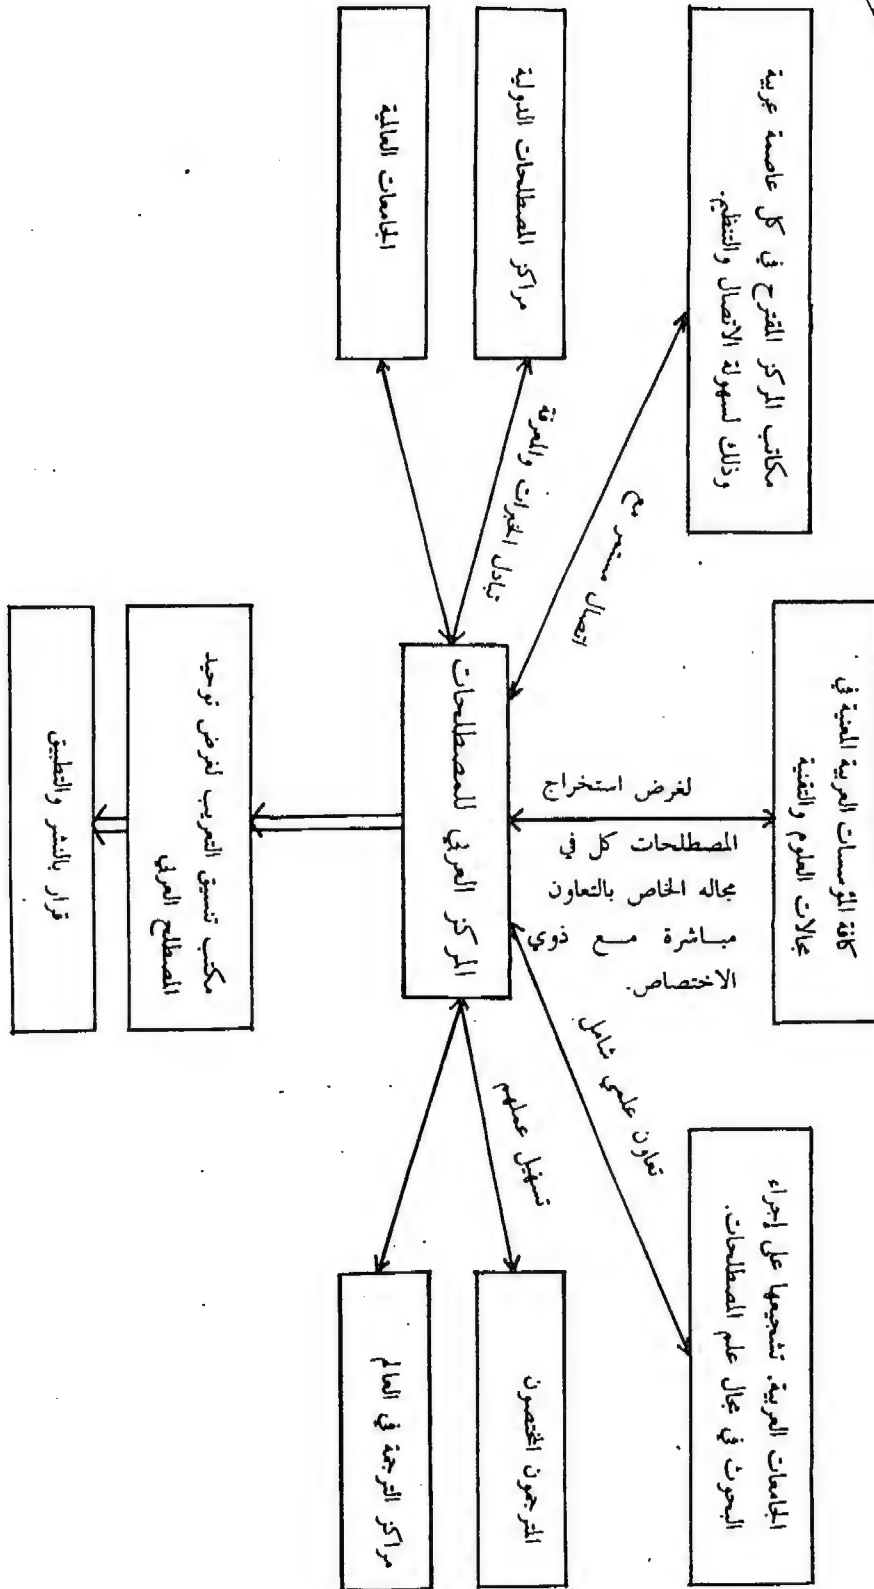 مكاتب المركز المقترح في كل عاصمة عربية
وذلك لسهولة الاتصال والتنظيم.
كافة المؤسسات العربية المعنية في
مجالات العلوم والتقنية
الجامعات العربية. تشجيعها على إجراء
البحوث في مجال علم المصطلحات.
اتصال مستمر مع
لغرض استخراج
المصطلحات كل في
مجاله الخاص بالتعاون
مباشرة مع ذوي
الاختصاص.
تعاون علمي شامل
مراكز المصطلحات الدولية
الجامعات العالمية
تبادل الخبرات والمعرفة
المركز العربي للمصطلحات
تسهيل عملهم
المترجمون المختصون
مراكز الترجمة في العالم
مكتب تنسيق التعريب لغرض توحيد
المصطلح العربي
قرار بالنشر والتطبيق